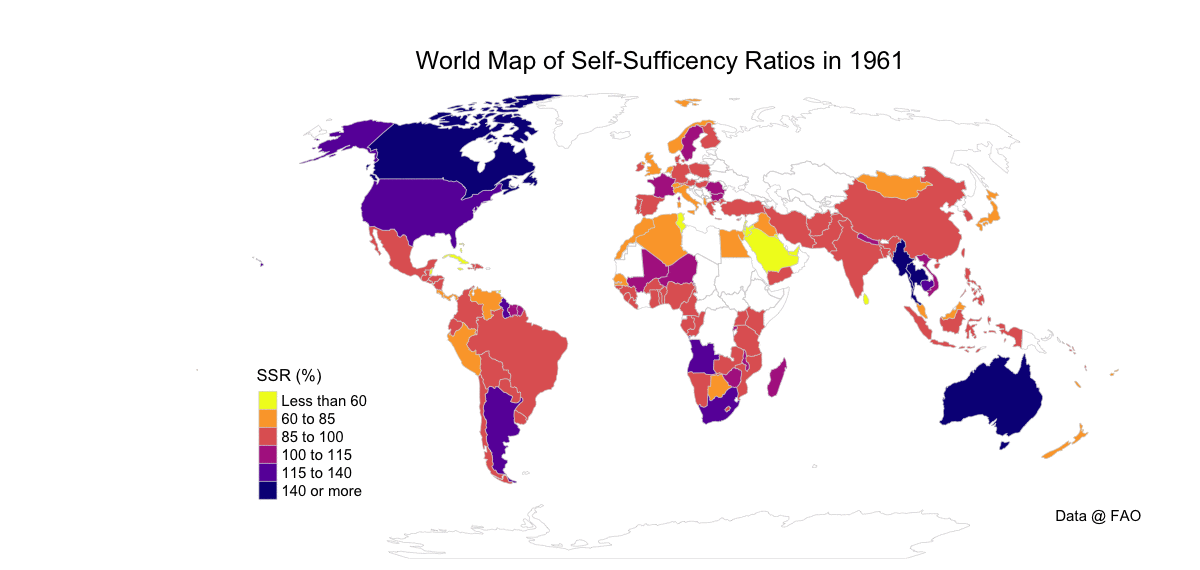 World Map of Self-Sufficency Ratios in 1961
SSR (%)
Less than 60
60 to 85
85 to 100
100 to 115
115 to 140
140 or more
Data @ FAO